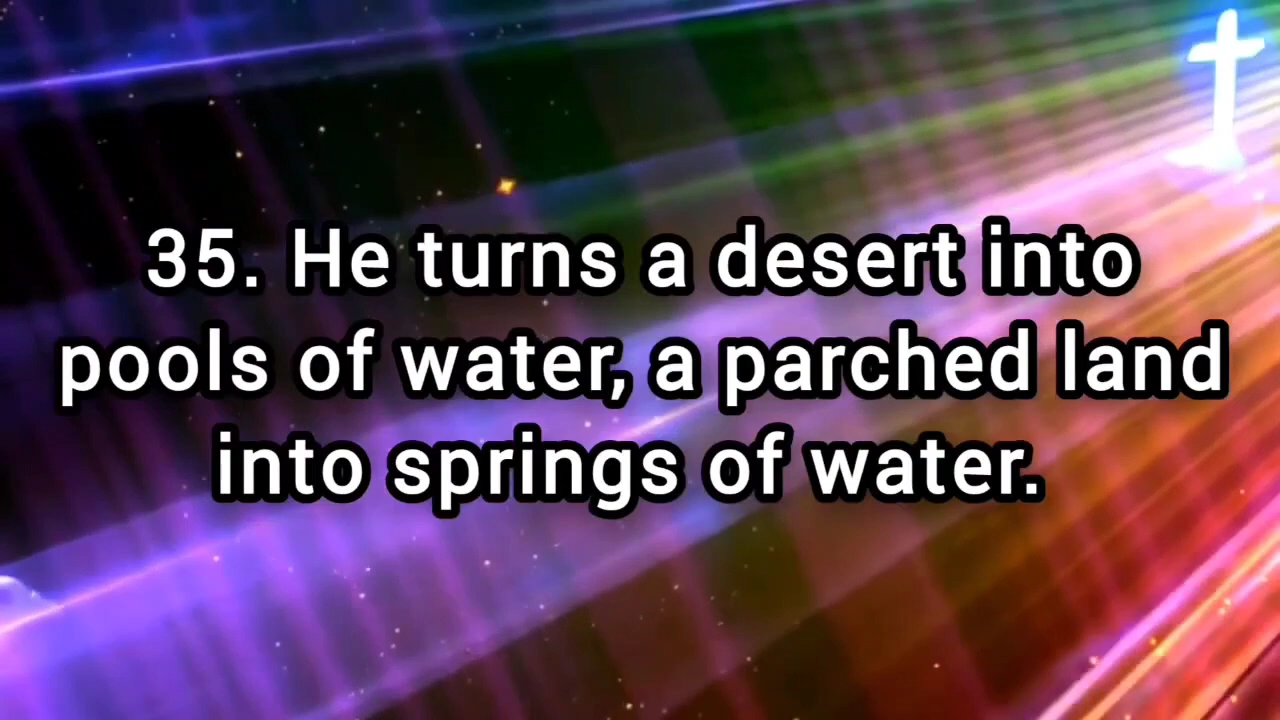 35. He turns a desert into
pools of water, a parched land
into springs of water.